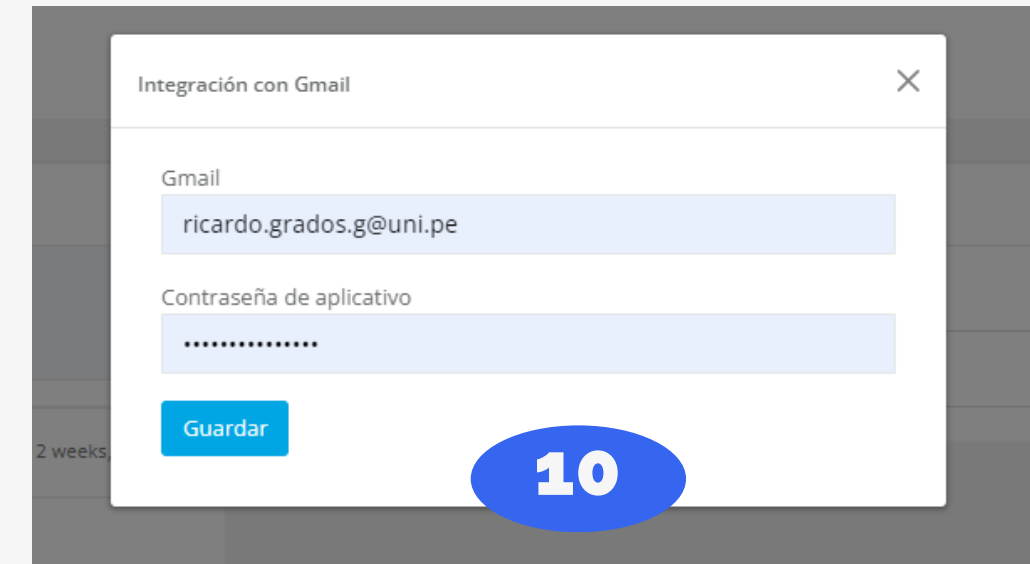 Integración con Gmail
Gmail
ricardo.grados.g@uni.pe
Contraseña de aplicativo
•••••••••••••••
Guardar
2 weeks,
10